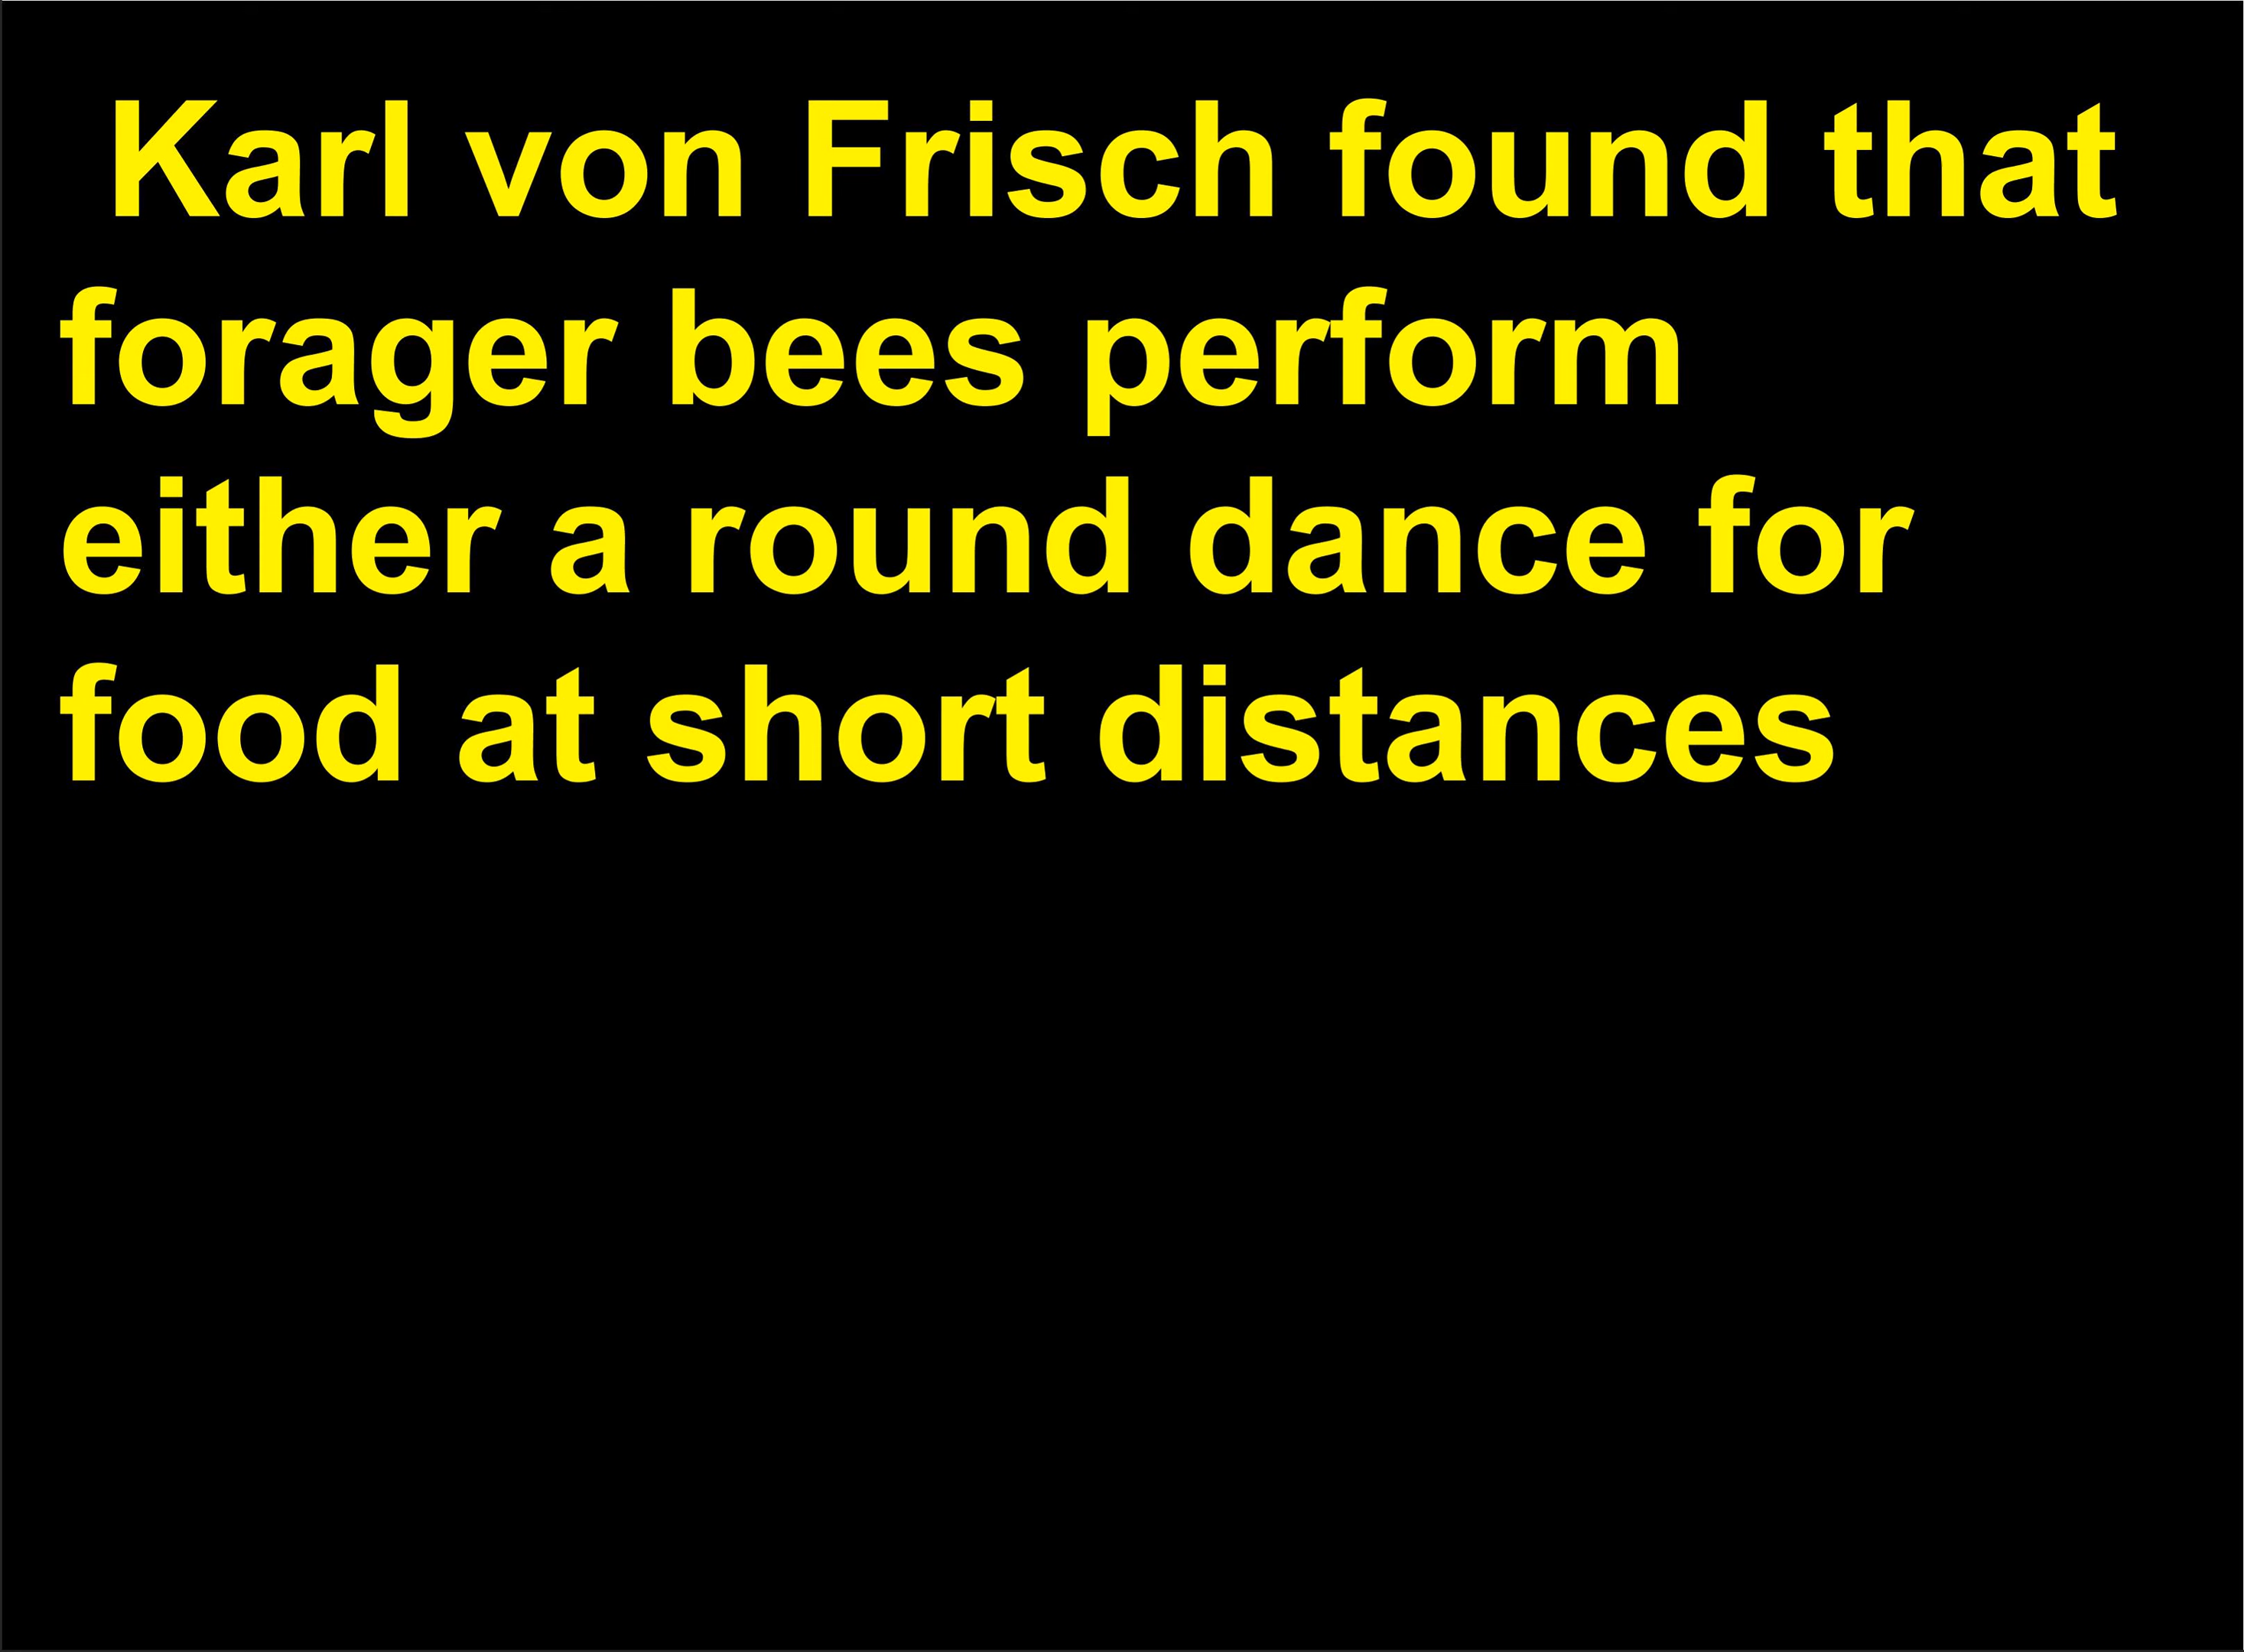 Karl von Frisch found that
forager bees perform
either a round dance for
food at short distances